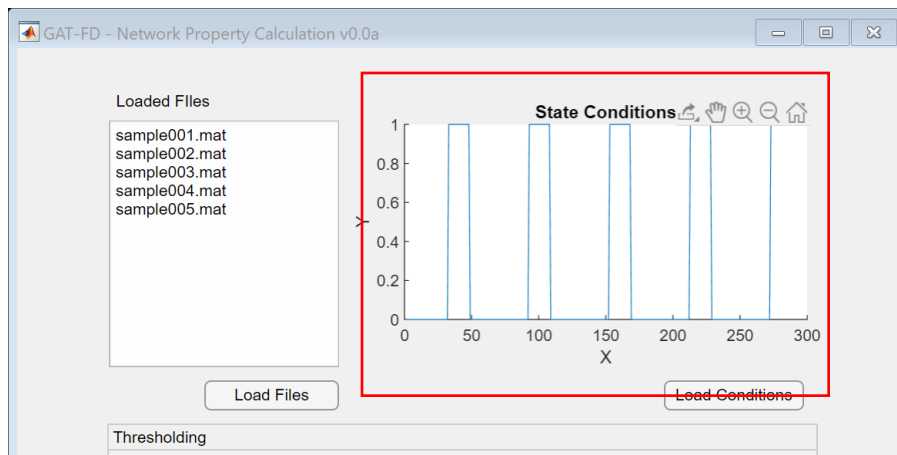 GAT-FD - Network Property Calculation v0.0a
Loaded FIles
sample001.mat
sample002.mat
sample003.mat
sample004.mat
sample005.mat
Load Files
State Conditions
1
0.8
0.6
0.4
0.2
0
Y
0 50 100 150 200 250 300
X
Load Conditions
Thresholding